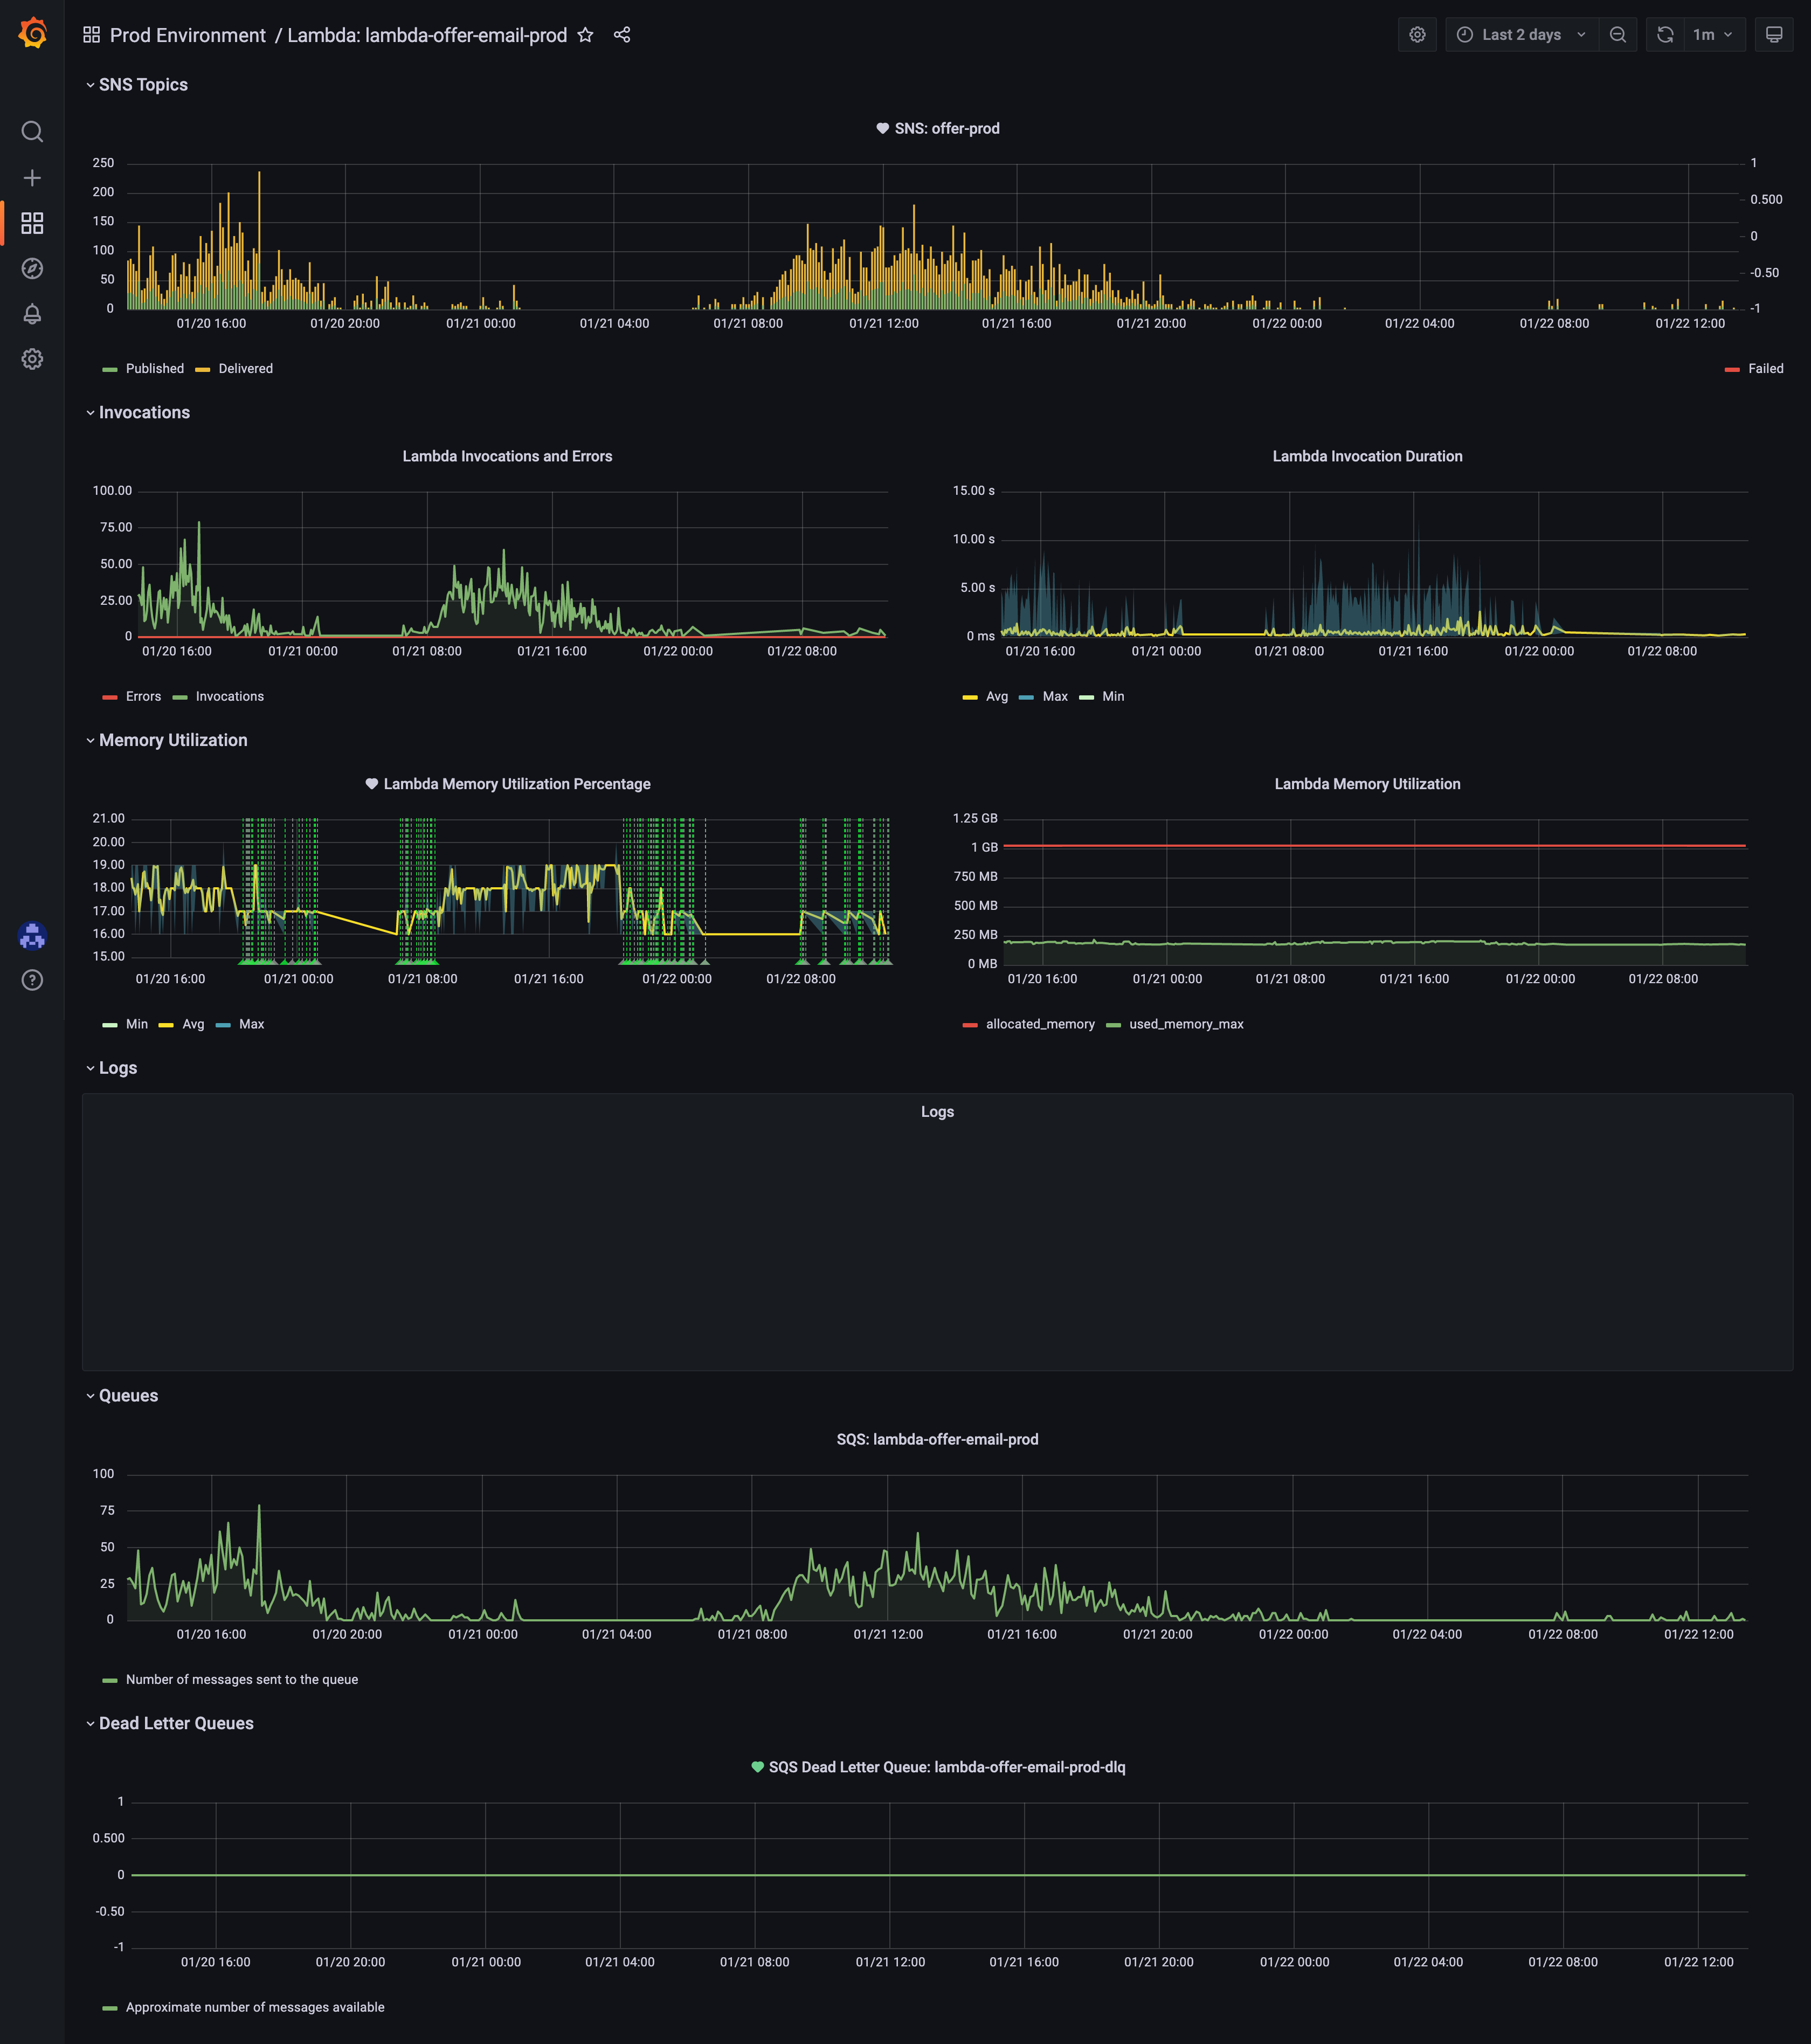 Prod Environment / Lambda: lambda-offer-email-prod
Last 2 days
1m
SNS Topics
SNS: offer-prod
250
200
150
100
50
0
1
0.500
0
-0.50
-1
01/20 16:00 01/20 20:00 01/21 00:00 01/21 04:00 01/21 08:00 01/21 12:00 01/21 16:00 01/21 20:00 01/22 00:00 01/22 04:00 01/22 08:00 01/22 12:00
Published Delivered Failed
Invocations
Lambda Invocations and Errors
100.00
75.00
50.00
25.00
0
01/20 16:00 01/21 00:00 01/21 08:00 01/21 16:00 01/22 00:00 01/22 08:00
Errors Invocations
Lambda Invocation Duration
15.00 s
10.00 s
5.00 s
0 ms
01/20 16:00 01/21 00:00 01/21 08:00 01/21 16:00 01/22 00:00 01/22 08:00
Avg Max Min
Memory Utilization
Lambda Memory Utilization Percentage
21.00
20.00
19.00
18.00
17.00
16.00
15.00
01/20 16:00 01/21 00:00 01/21 08:00 01/21 16:00 01/22 00:00 01/22 08:00
Min Avg Max
Lambda Memory Utilization
1.25 GB
1 GB
750 MB
500 MB
250 MB
0 MB
01/20 16:00 01/21 00:00 01/21 08:00 01/21 16:00 01/22 00:00 01/22 08:00
allocated_memory used_memory_max
Logs
Logs
Queues
SQS: lambda-offer-email-prod
100
75
50
25
0
01/20 16:00 01/20 20:00 01/21 00:00 01/21 04:00 01/21 08:00 01/21 12:00 01/21 16:00 01/21 20:00 01/22 00:00 01/22 04:00 01/22 08:00 01/22 12:00
Number of messages sent to the queue
Dead Letter Queues
SQS Dead Letter Queue: lambda-offer-email-prod-dlq
1
0.500
0
-0.50
-1
01/20 16:00 01/20 20:00 01/21 00:00 01/21 04:00 01/21 08:00 01/21 12:00 01/21 16:00 01/21 20:00 01/22 00:00 01/22 04:00 01/22 08:00 01/22 12:00
Approximate number of messages available